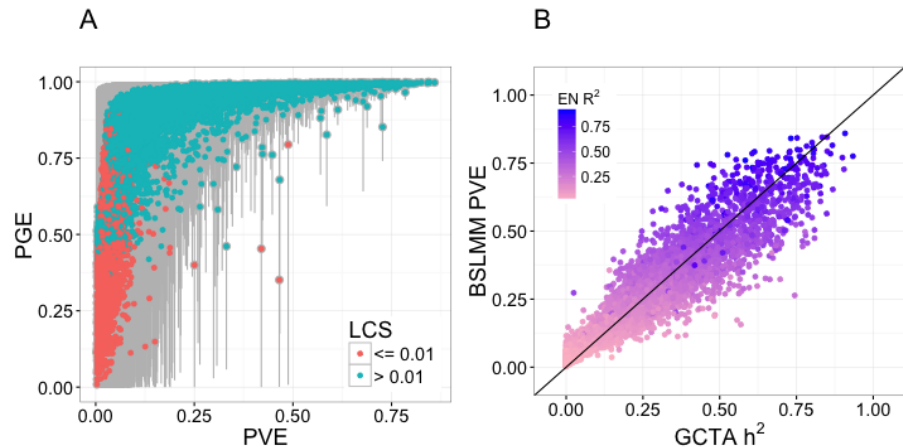 A
PGE
1.00
0.75
0.50
0.25
0.00
LCS
<= 0.01
> 0.01
0.00 0.25 0.50 0.75
PVE
B
BSLMM PVE
1.00
0.75
0.50
0.25
0.00
EN R²
0.75
0.50
0.25
0.00 0.25 0.50 0.75 1.00
GCTA h²